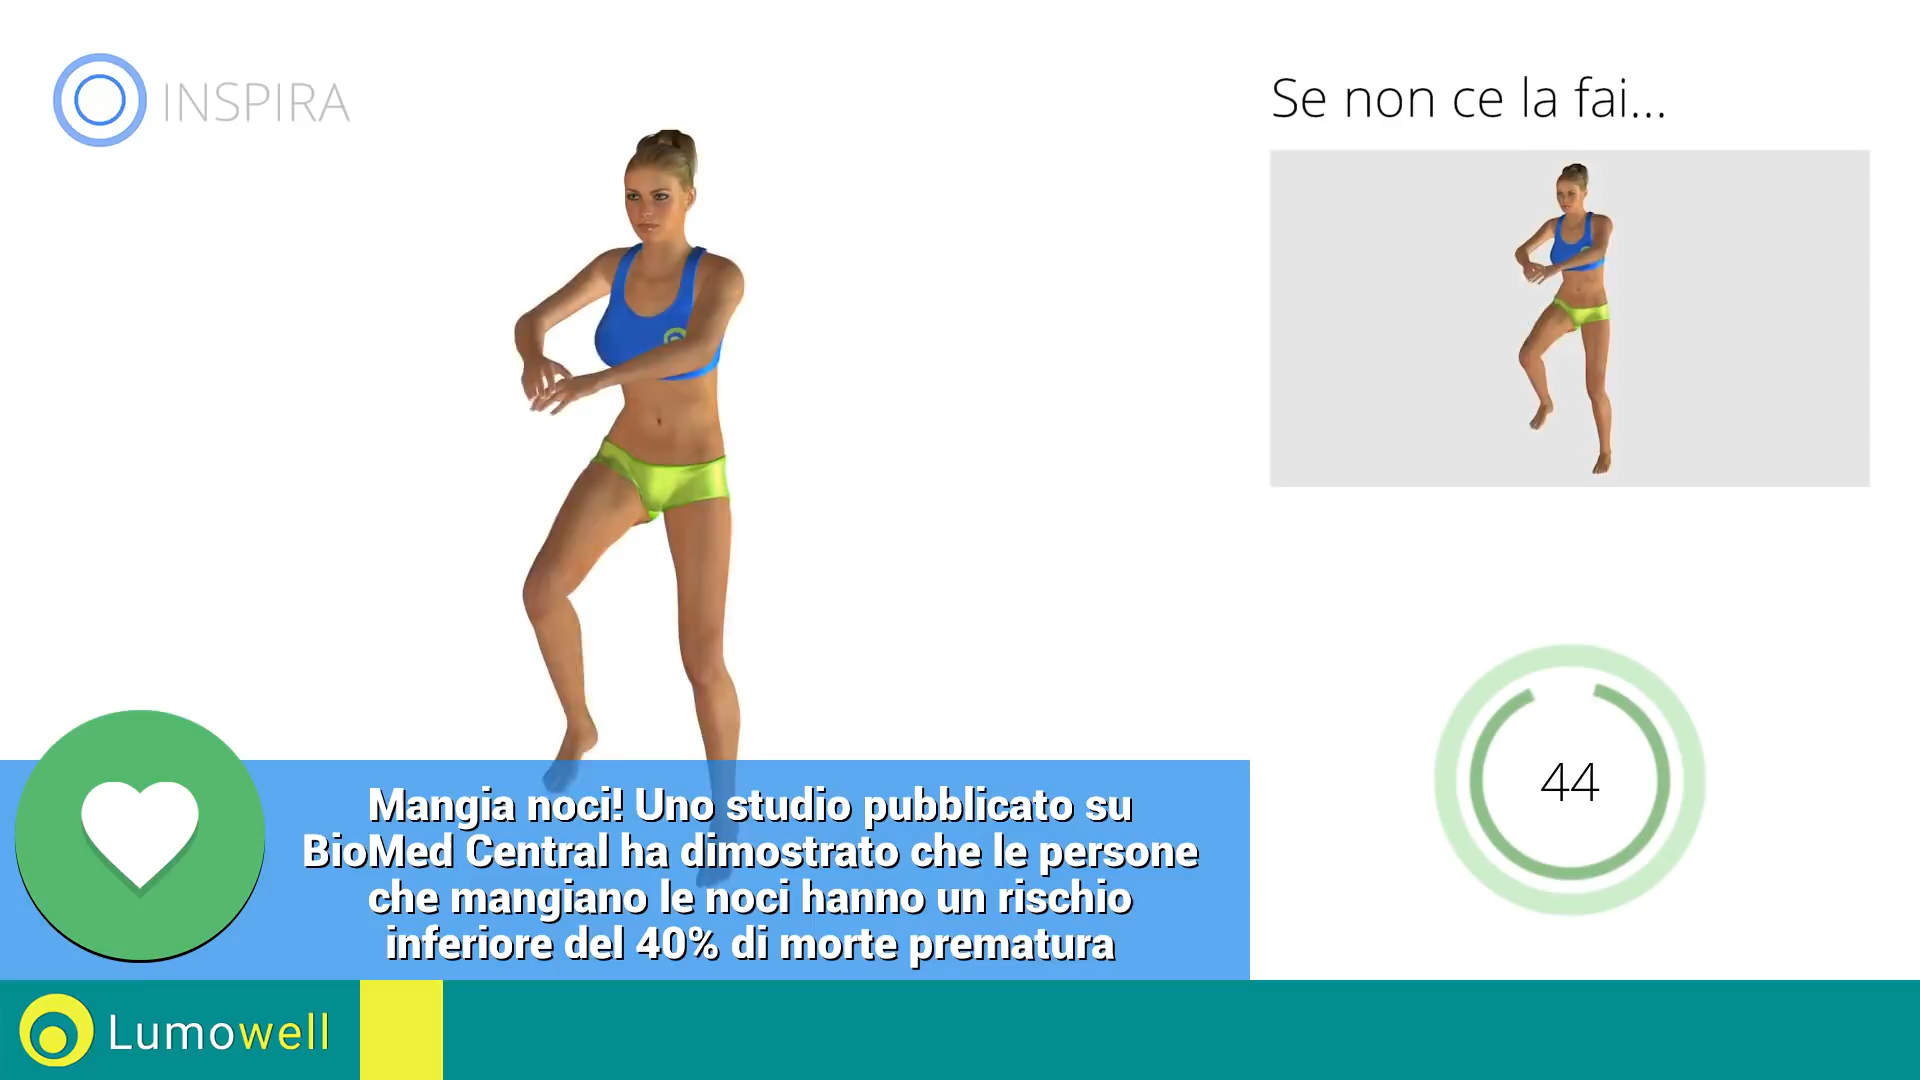 INSPIRA
Se non ce la fai...
44
Mangia noci! Uno studio pubblicato su
BioMed Central ha dimostrato che le persone
che mangiano le noci hanno un rischio
inferiore del 40% di morte prematura
Lumowell